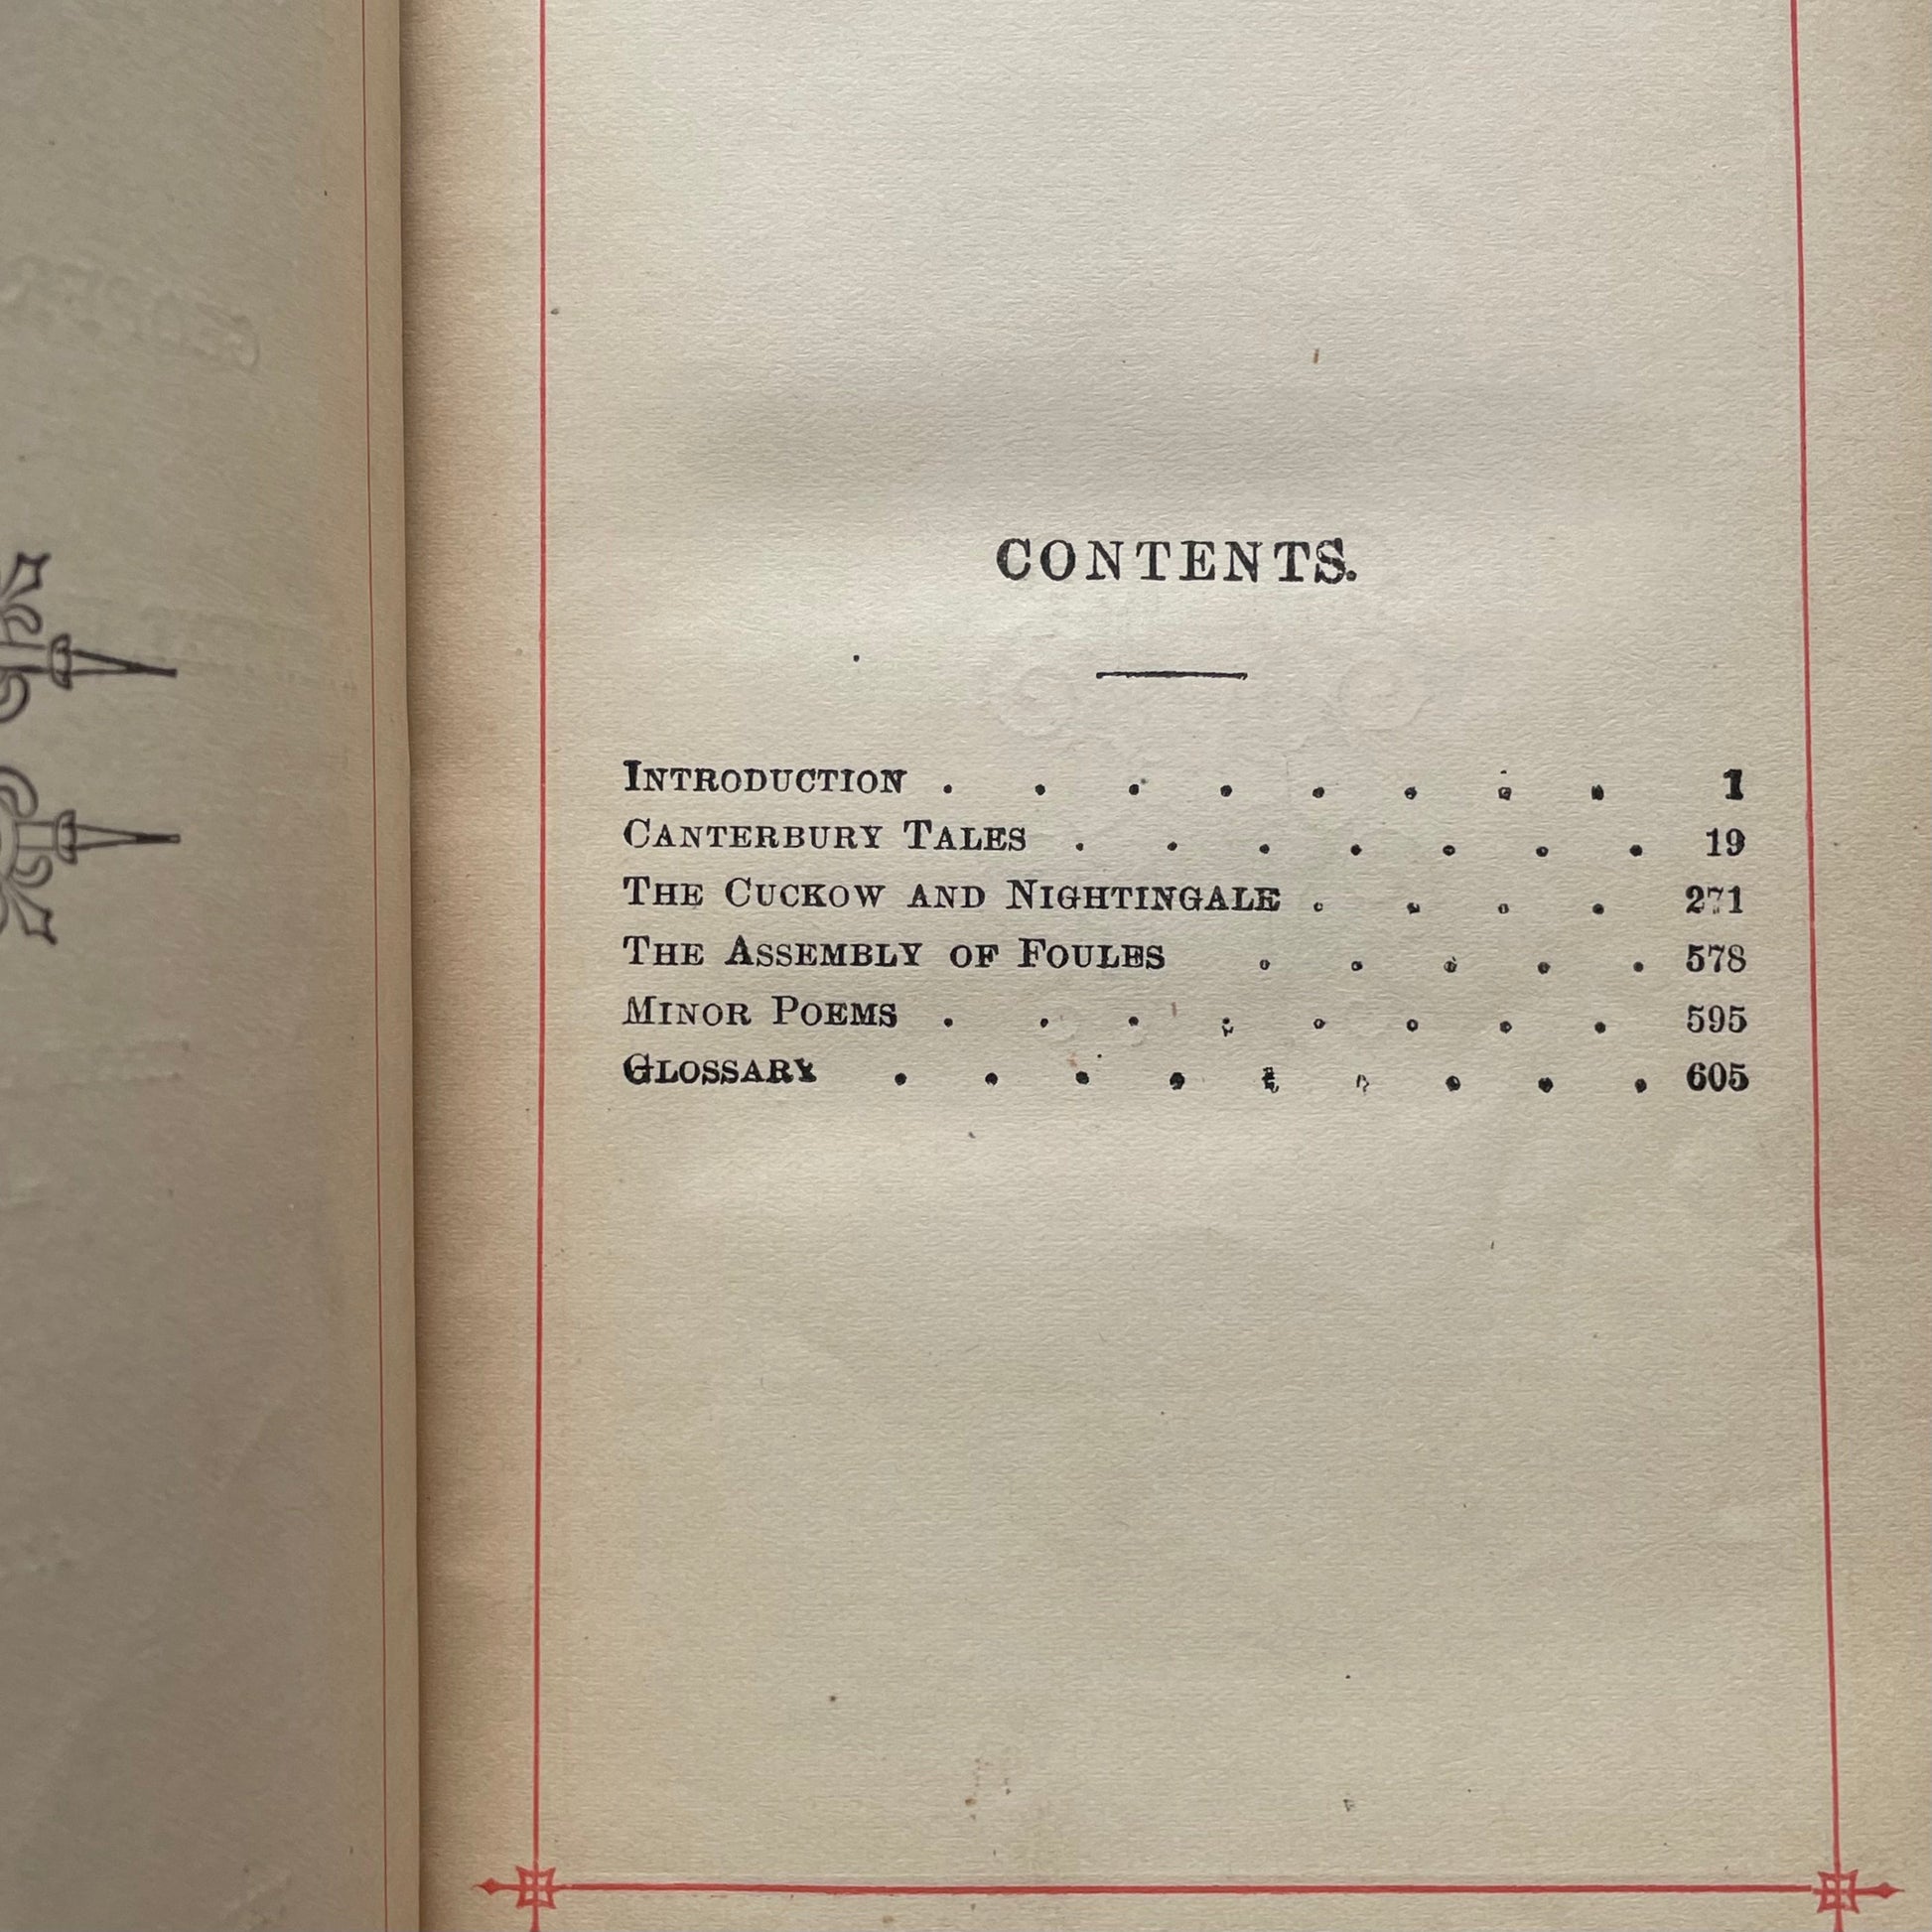 CONTENTS.
INTRODUCTION . . . . . . . . 1
CANTERBURY TALES . . . . . . . 19
THE CUCKOW AND NIGHTINGALE . . . . 271
THE ASSEMBLY OF FOULES . . . . . 578
MINOR POEMS . . . . . . . . 595
GLOSSARY . . . . . . . . . 605